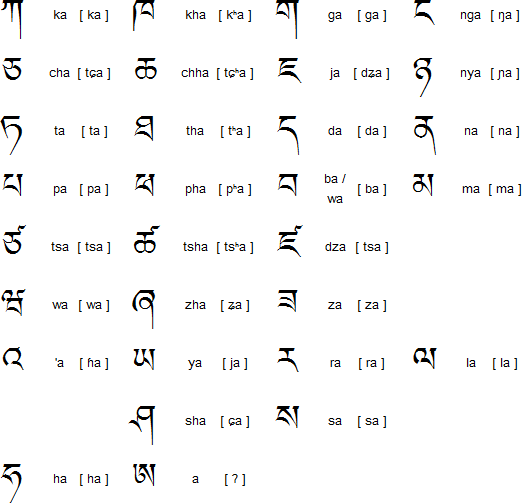 ཀ ka [ ka ] ཁ kha [ kʰa ] ག ga [ ga ] ང nga [ ŋa ]
ཅ cha [ tɕa ] ཆ chha [ tɕʰa ] ཇ ja [ dʑa ] ཉ nya [ ɲa ]
ཏ ta [ ta ] ཐ tha [ tʰa ] ད da [ da ] ན na [ na ]
པ pa [ pa ] ཕ pha [ pʰa ] བ ba / wa [ ba ] མ ma [ ma ]
ཙ tsa [ tsa ] ཚ tsha [ tsʰa ] ཛ dza [ tsa ]
ཝ wa [ wa ] ཞ zha [ ʑa ] ཟ za [ za ]
འ 'a [ ɦa ] ཡ ya [ ja ] ར ra [ ra ] ལ la [ la ]
ཤ sha [ ɕa ] ས sa [ sa ]
ཧ ha [ ha ] ཨ a [ ʔ ]